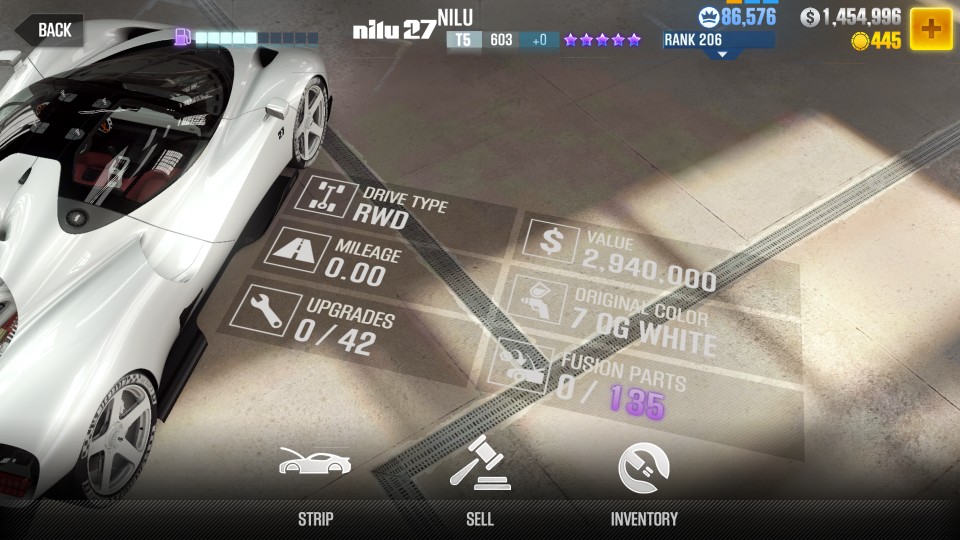 BACK
nilu 27 NILU
T5 603 +0
86,576
$ 1,454,996
RANK 206
445
27
DRIVE TYPE
RWD
MILEAGE
0.00
UPGRADES
0 / 42
VALUE
2,940,000
ORIGINAL COLOR
7 0G WHITE
FUSION PARTS
0 / 135
STRIP
SELL
INVENTORY